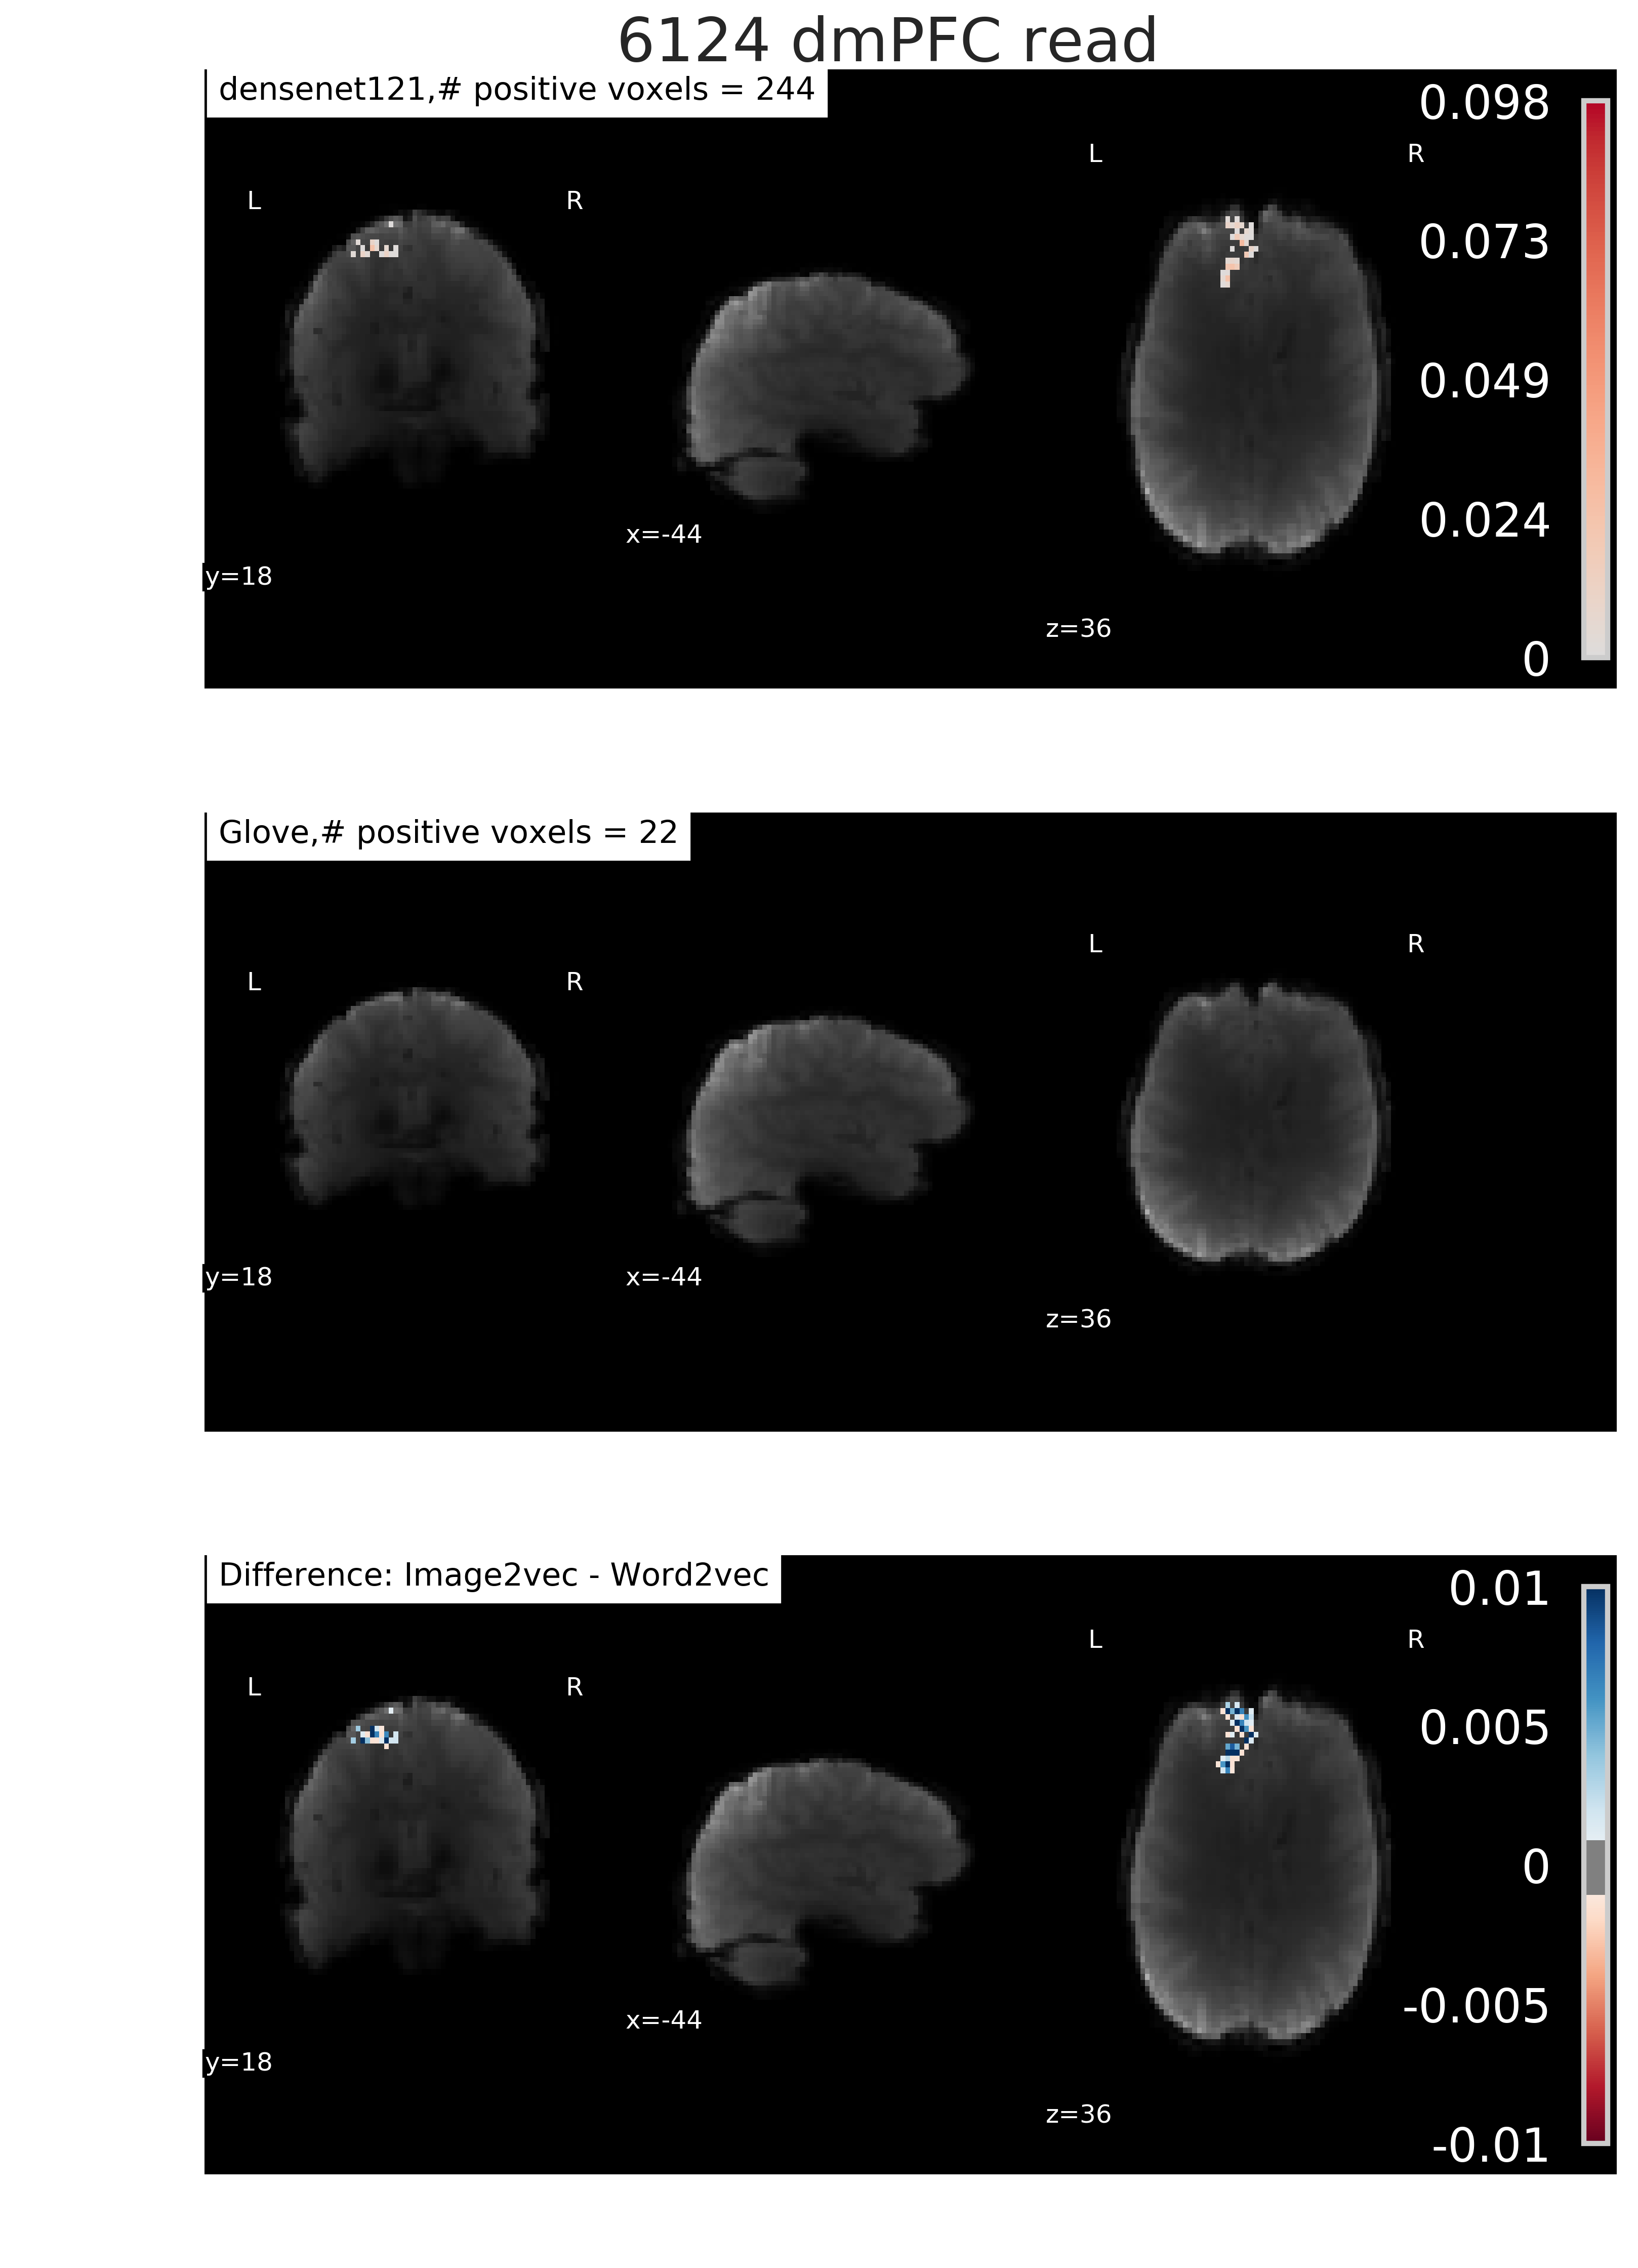 6124 dmPFC read
densenet121,# positive voxels = 244
0.098
L R
L R
0.073
0.049
0.024
x=-44
y=18
z=36
0
Glove,# positive voxels = 22
L R
L R
y=18
x=-44
z=36
Difference: Image2vec - Word2vec
0.01
L R
L R
0.005
0
-0.005
x=-44
y=18
z=36
-0.01